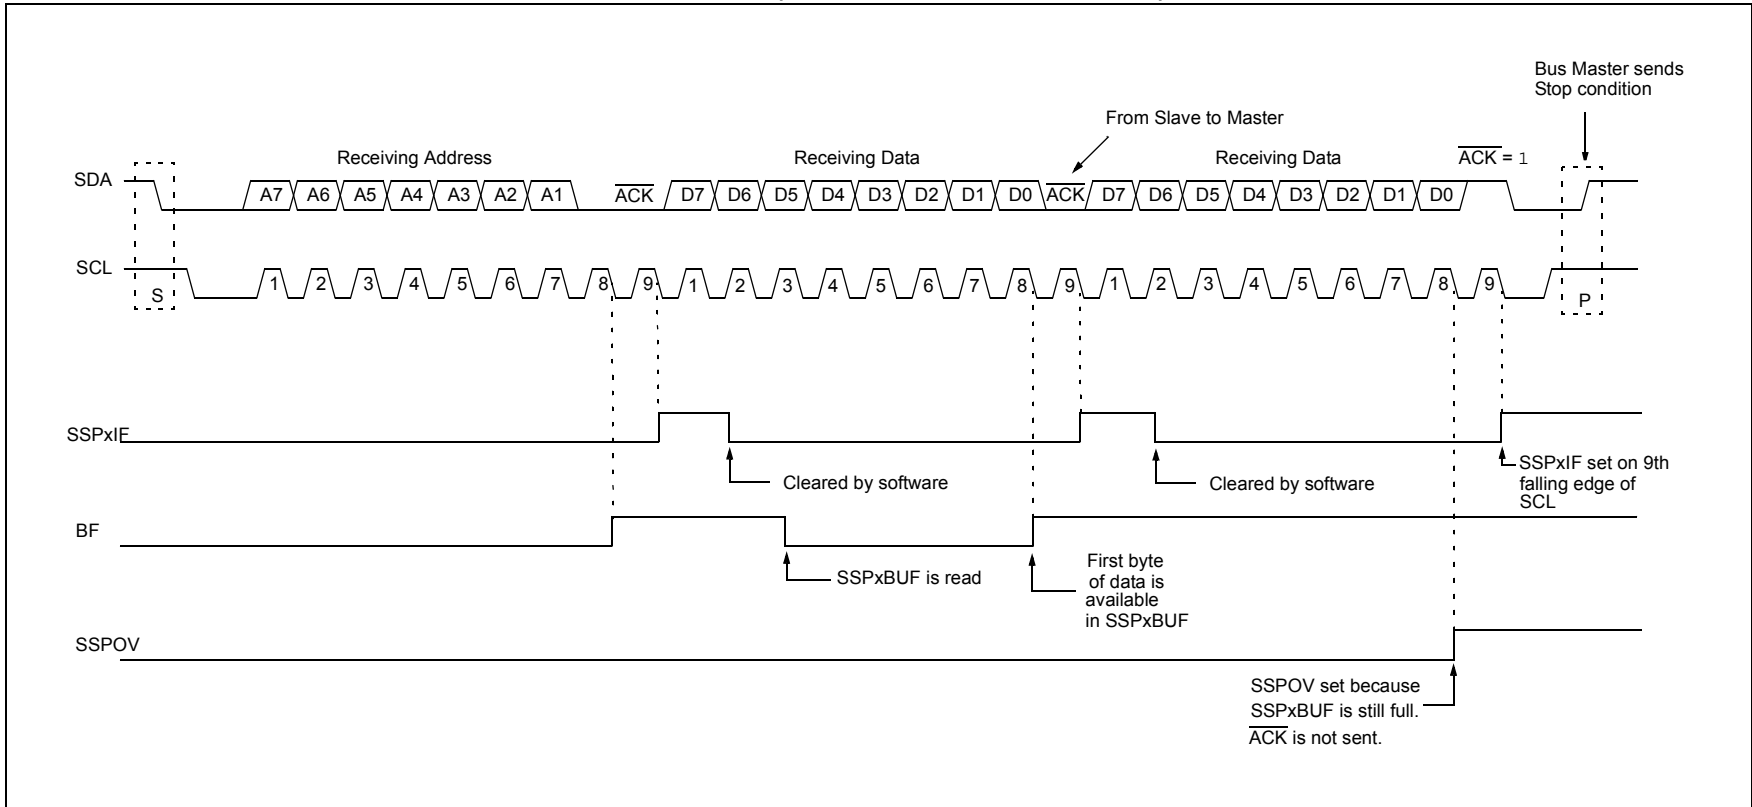 Bus Master sends
Stop condition
From Slave to Master
Receiving Address
Receiving Data
Receiving Data
ACK = 1
SDA
A7 A6 A5 A4 A3 A2 A1 ACK D7 D6 D5 D4 D3 D2 D1 D0 ACK D7 D6 D5 D4 D3 D2 D1 D0
SCL
1 2 3 4 5 6 7 8 9 1 2 3 4 5 6 7 8 9 1 2 3 4 5 6 7 8 9
S
P
SSPxIF
Cleared by software
Cleared by software
SSPxIF set on 9th
falling edge of
SCL
BF
SSPxBUF is read
First byte
of data is
available
in SSPxBUF
SSPOV
SSPOV set because
SSPxBUF is still full.
ACK is not sent.